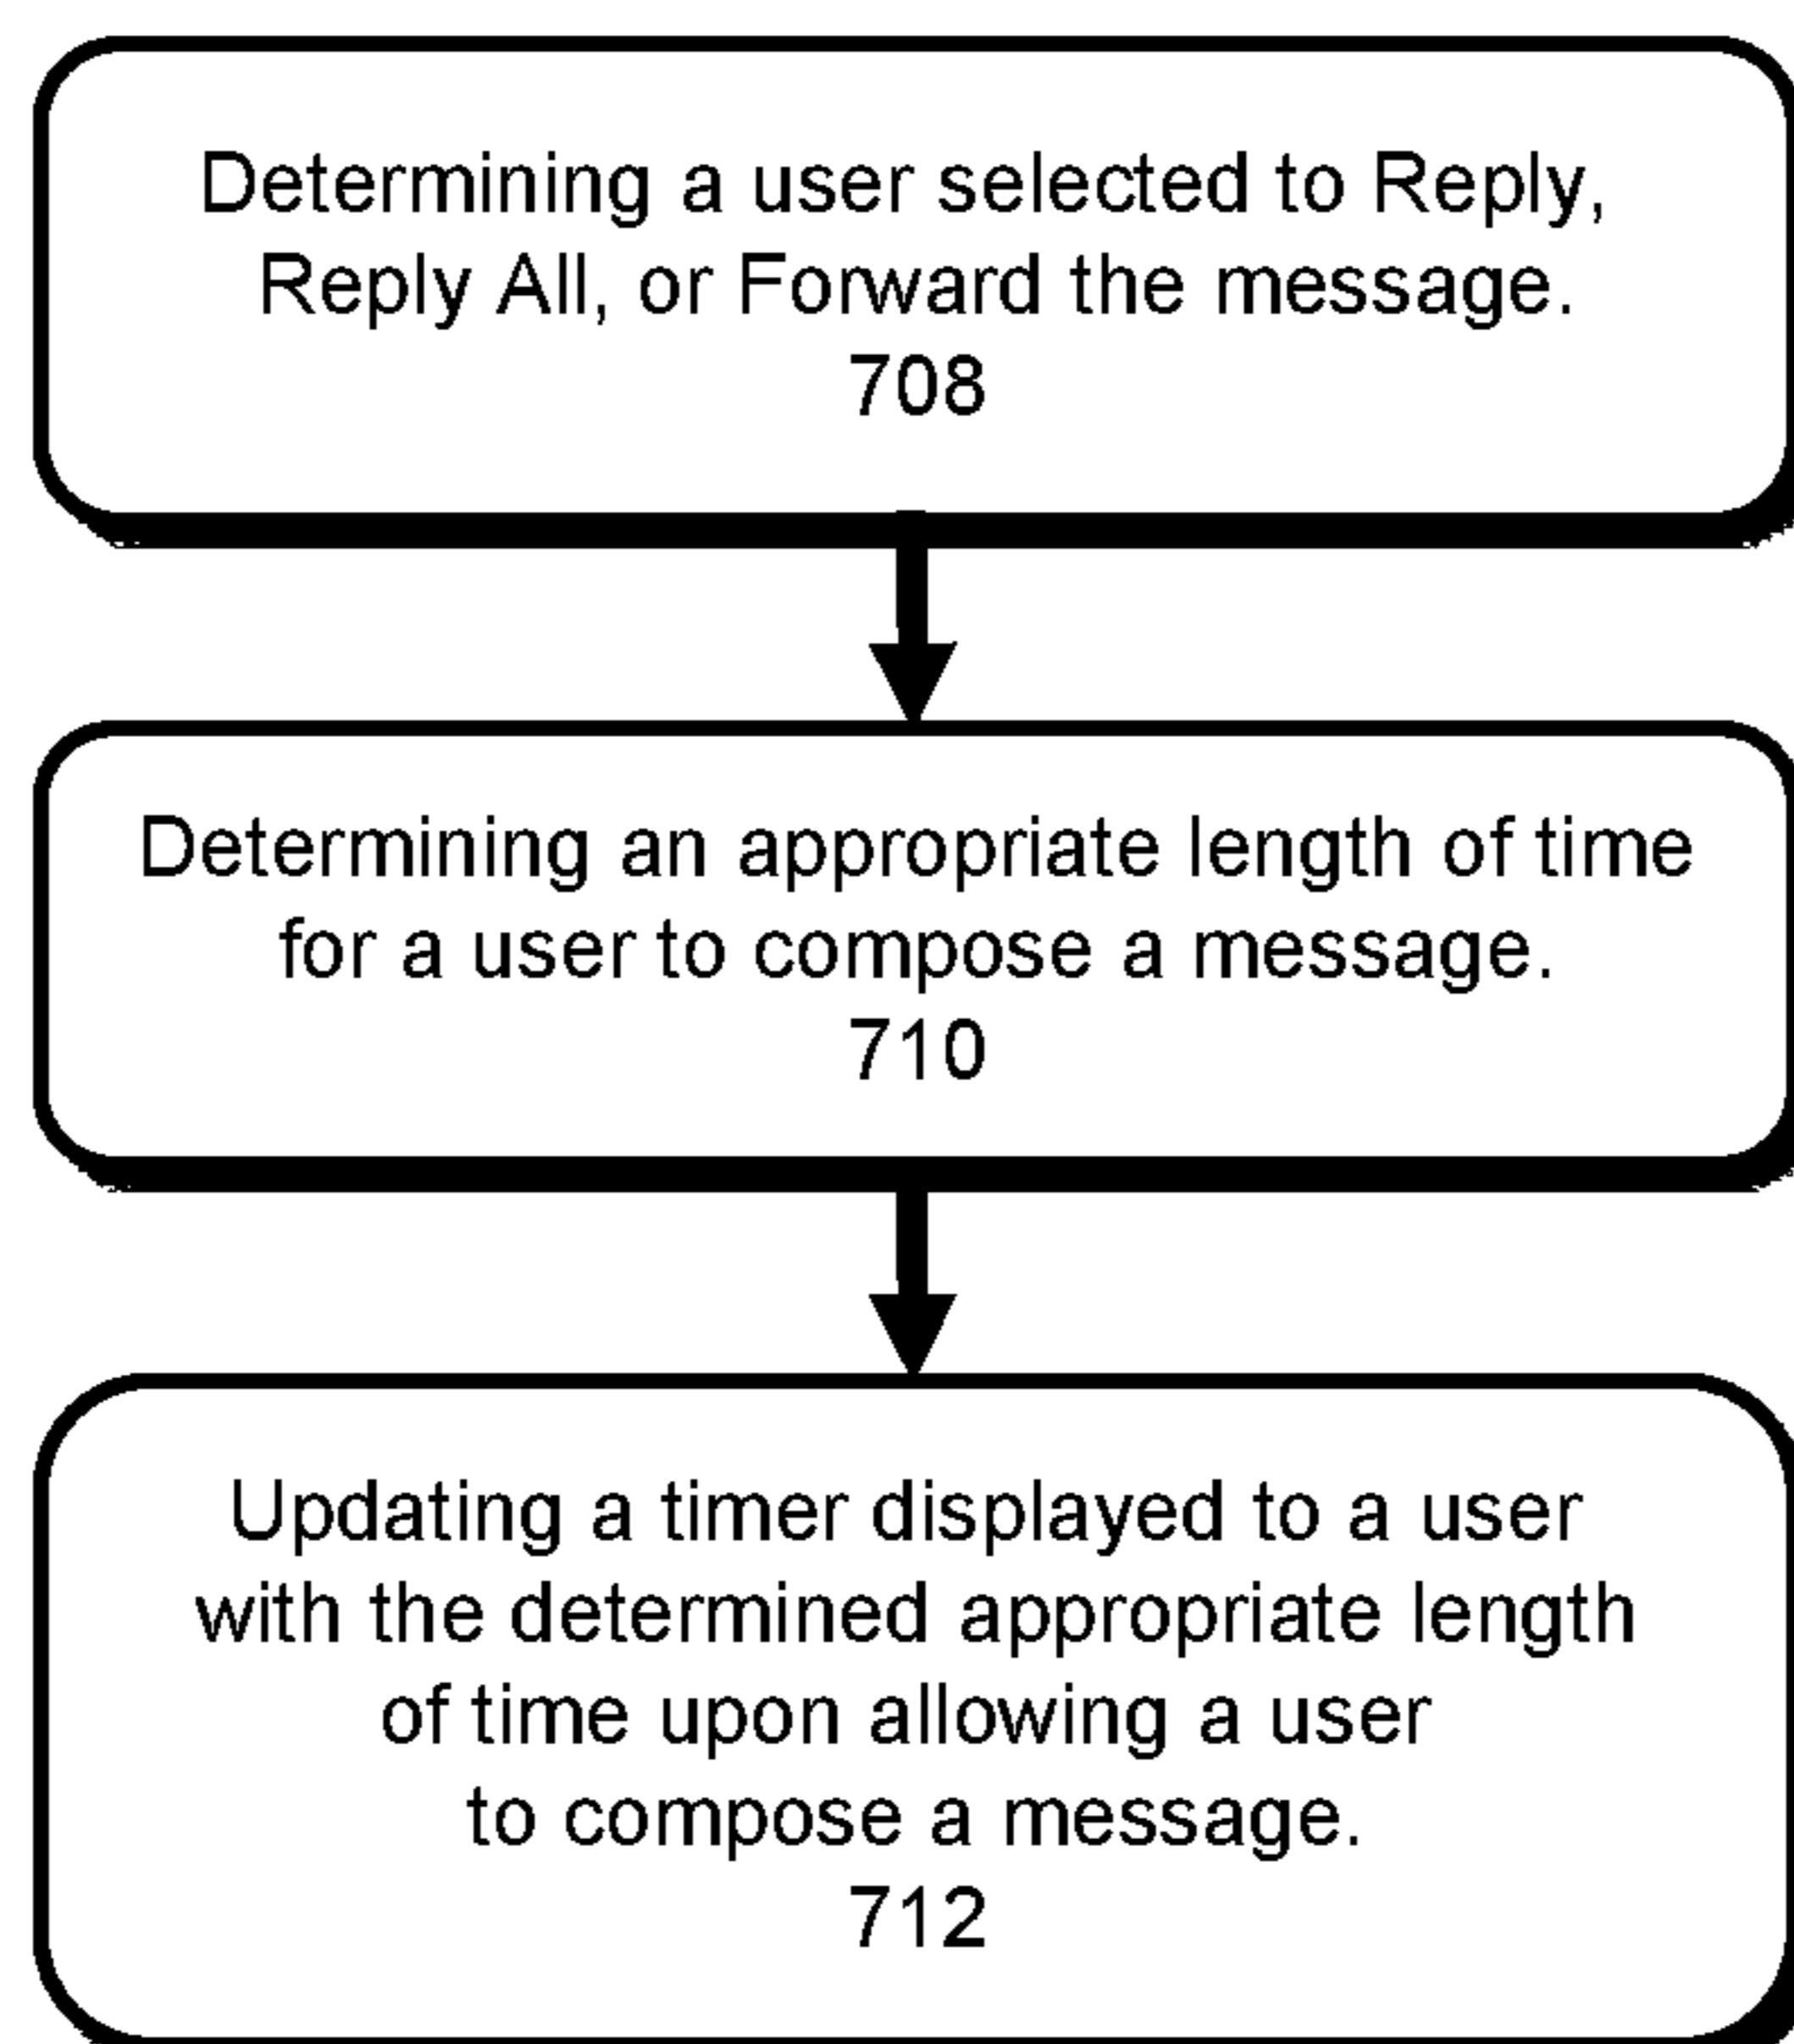 Determining a user selected to Reply,
Reply All, or Forward the message.
708
Determining an appropriate length of time
for a user to compose a message.
710
Updating a timer displayed to a user
with the determined appropriate length
of time upon allowing a user
to compose a message.
712